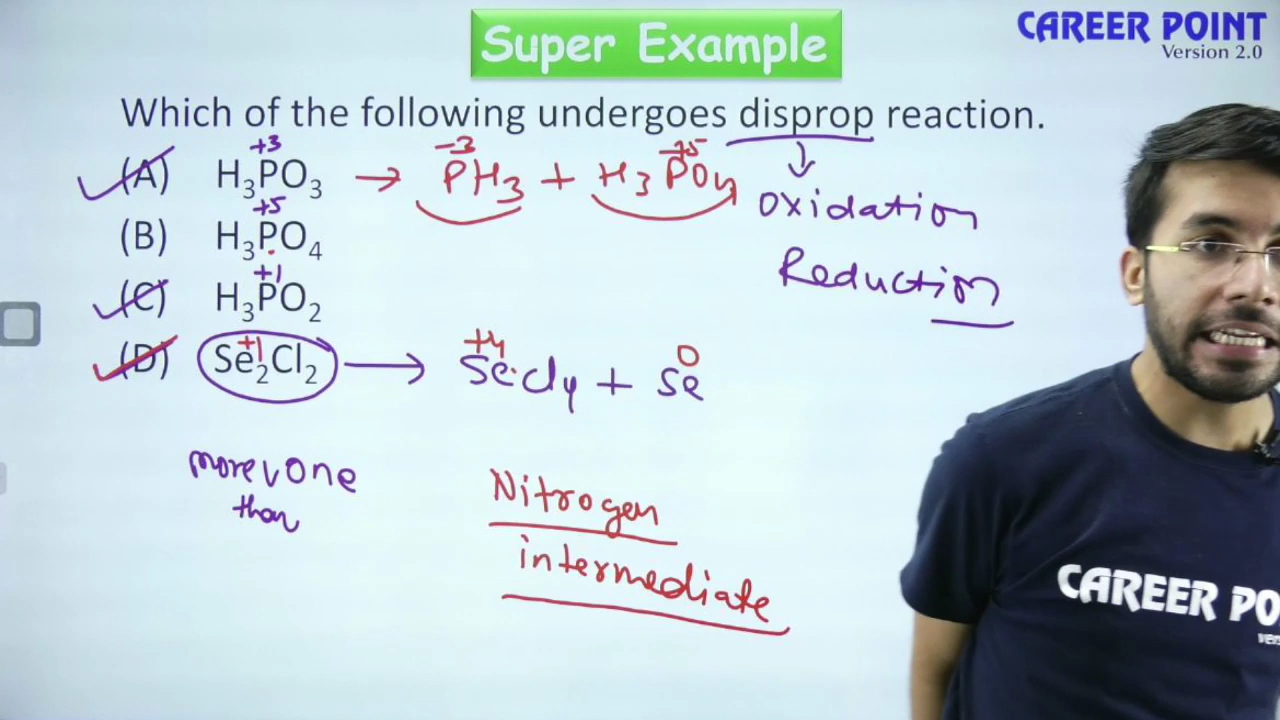 Super Example
CAREER POINT
Version 2.0
Which of the following undergoes disprop reaction.
+3 -3 +5
(A) H₃PO₃ → PH₃ + H₃PO₄
↓
Oxidation
Reduction
+5
(B) H₃PO₄
+1
(C) H₃PO₂
+1 +4 0
(D) Se₂Cl₂ → SeCl₄ + Se
more than one
Nitrogen
intermediate
CAREER PO